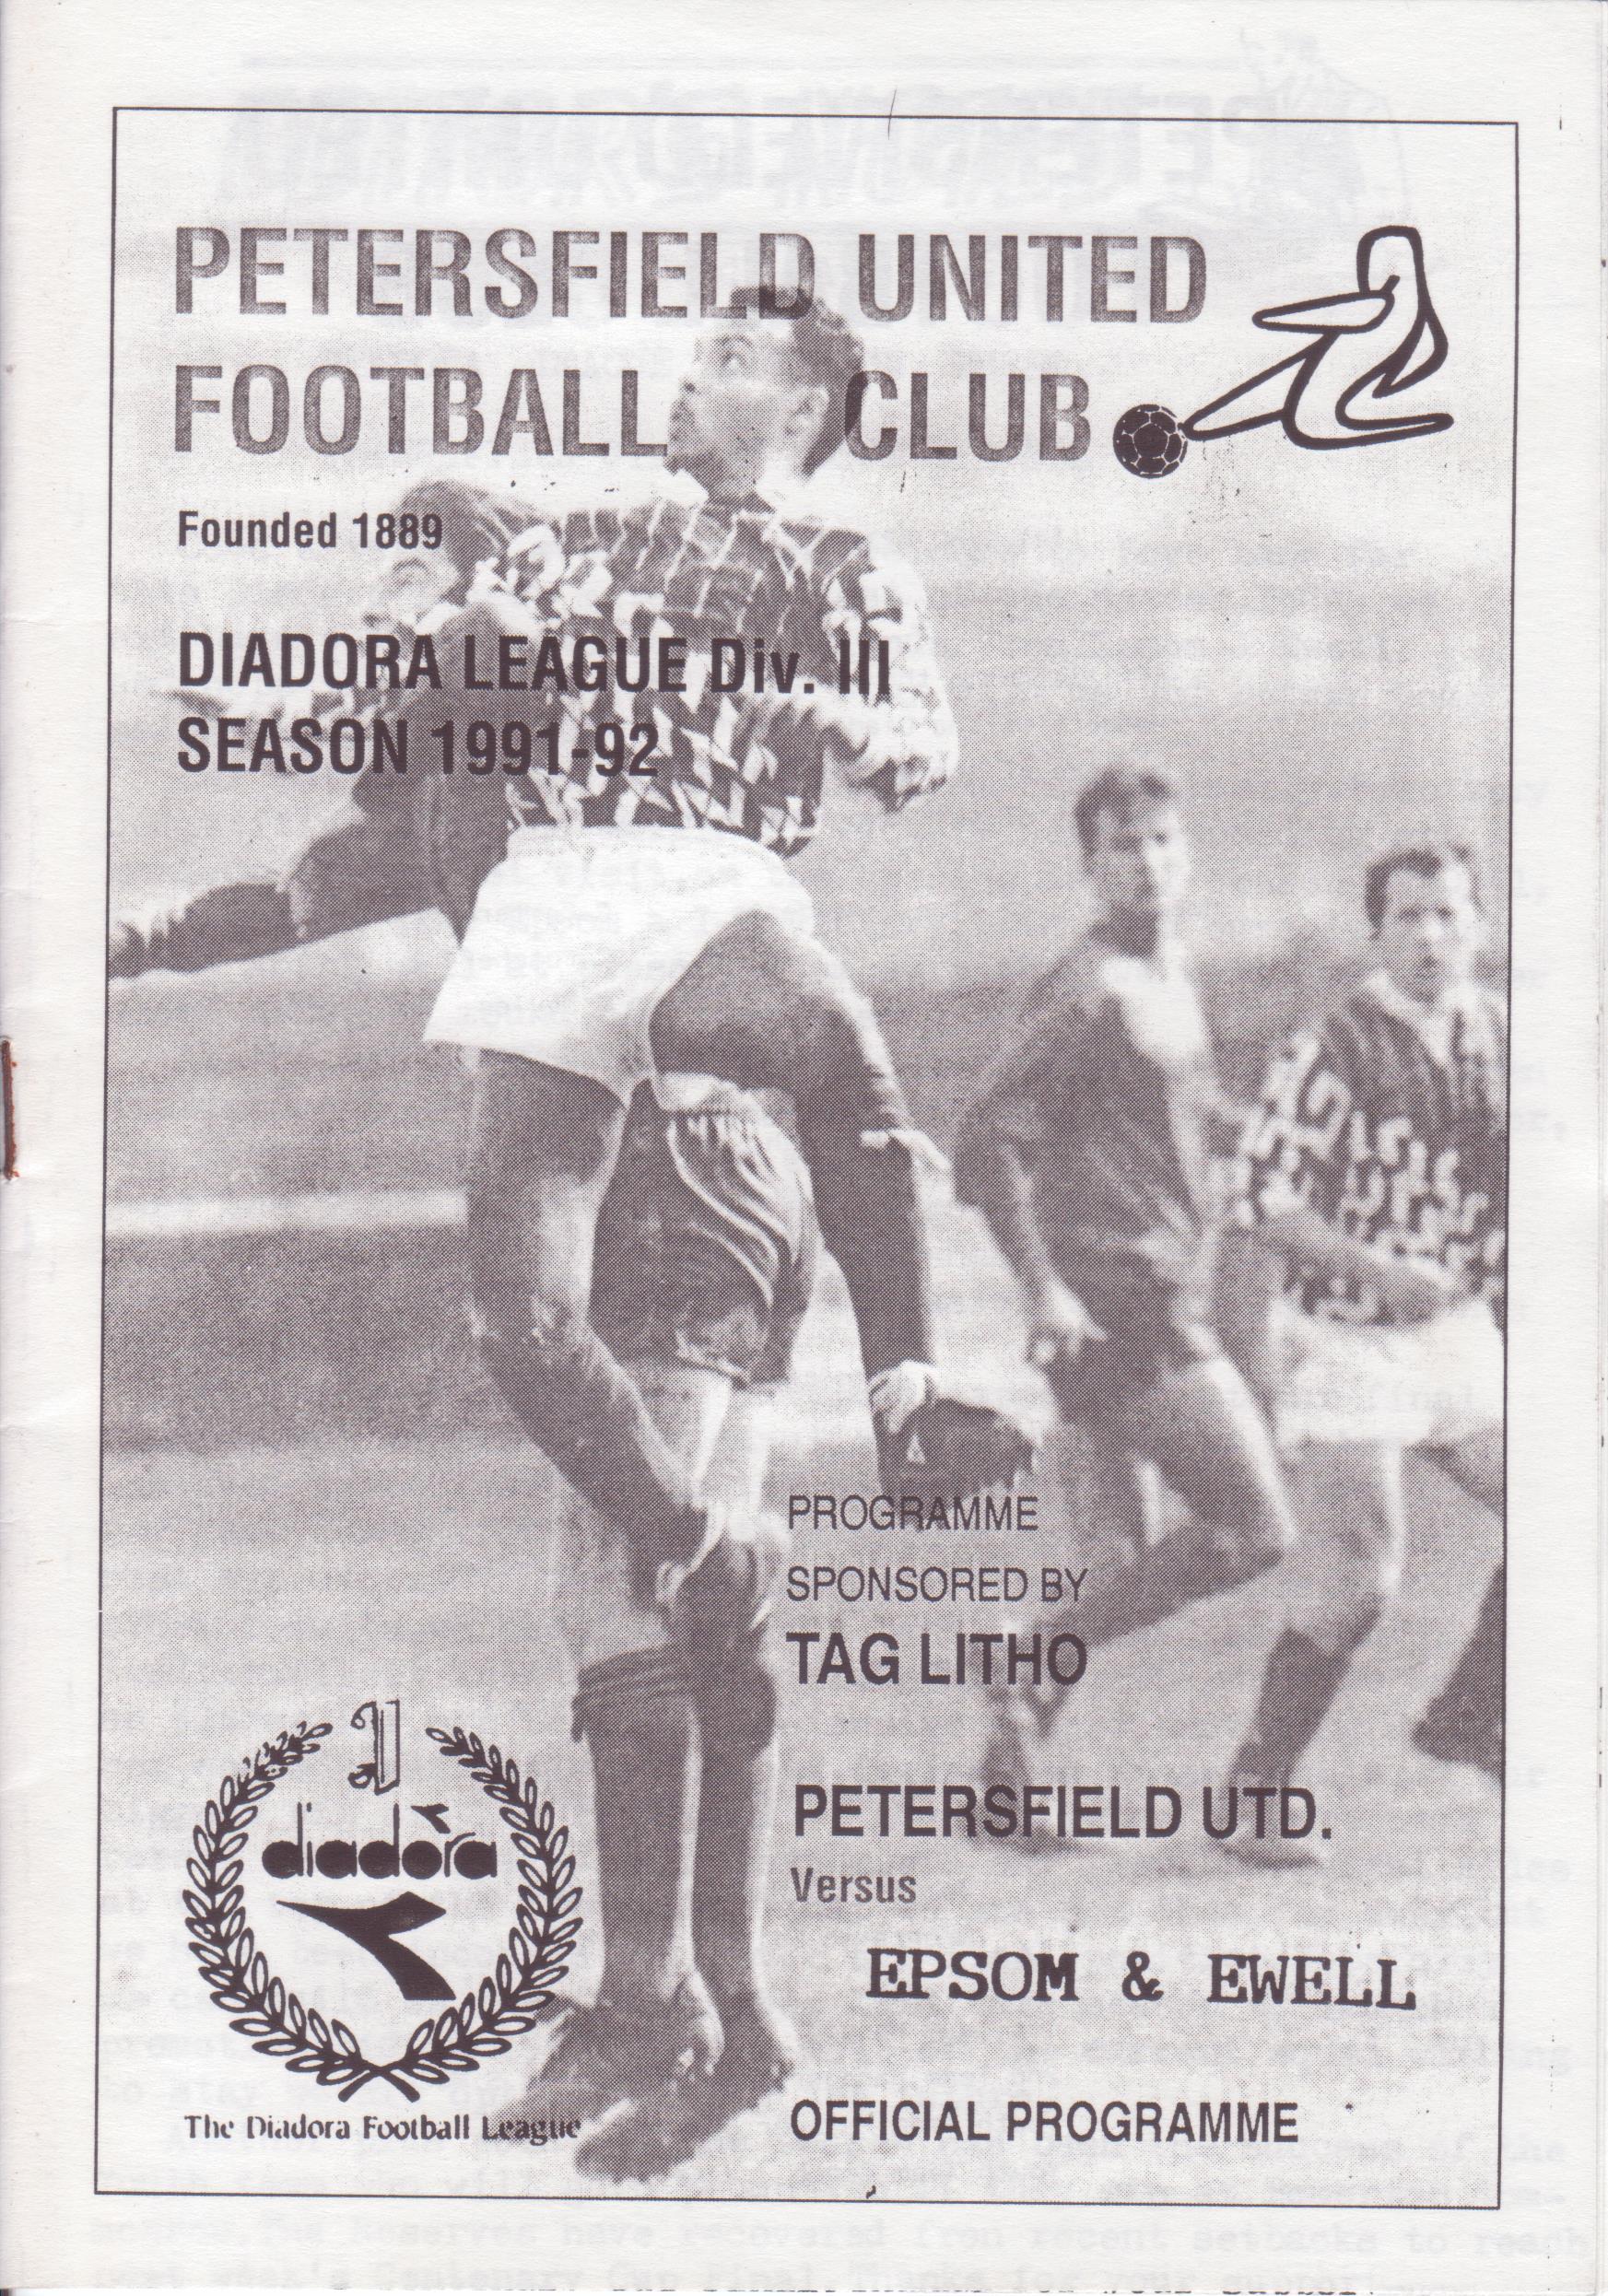 PETERSFIELD UNITED
FOOTBALL CLUB
Founded 1889
DIADORA LEAGUE Div. III
SEASON 1991-92
PROGRAMME
SPONSORED BY
TAG LITHO
diadora
The Diadora Football League
PETERSFIELD UTD.
Versus
EPSOM & EWELL
OFFICIAL PROGRAMME